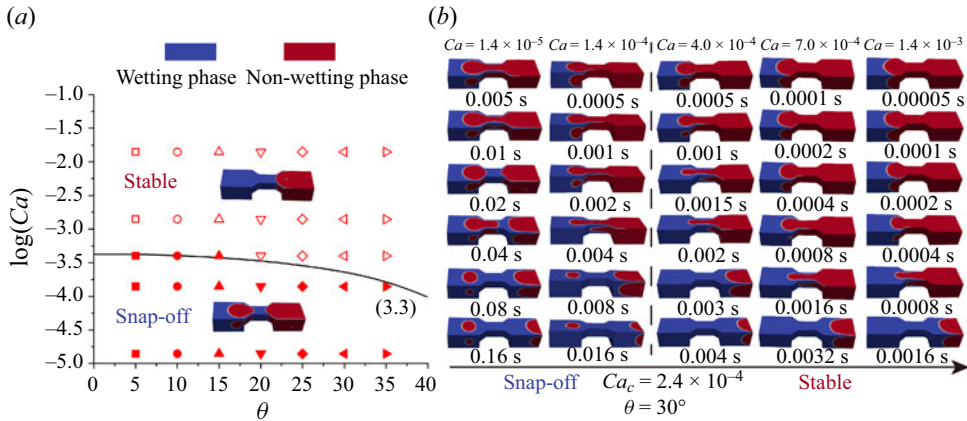 (a)
Wetting phase
Non-wetting phase
log(Ca)
–1.0
–1.5
–2.0
–2.5
–3.0
–3.5
–4.0
–4.5
–5.0
Stable
Snap-off
(3.3)
0 5 10 15 20 25 30 35 40
θ
(b)
Ca = 1.4 × 10⁻⁵ Ca = 1.4 × 10⁻⁴ Ca = 4.0 × 10⁻⁴ Ca = 7.0 × 10⁻⁴ Ca = 1.4 × 10⁻³
0.005 s 0.0005 s 0.0005 s 0.0001 s 0.00005 s
0.01 s 0.001 s 0.001 s 0.0002 s 0.0001 s
0.02 s 0.002 s 0.0015 s 0.0004 s 0.0002 s
0.04 s 0.004 s 0.002 s 0.0008 s 0.0004 s
0.08 s 0.008 s 0.003 s 0.0016 s 0.0008 s
0.16 s 0.016 s 0.004 s 0.0032 s 0.0016 s
Snap-off Ca_c = 2.4 × 10⁻⁴ Stable
θ = 30°